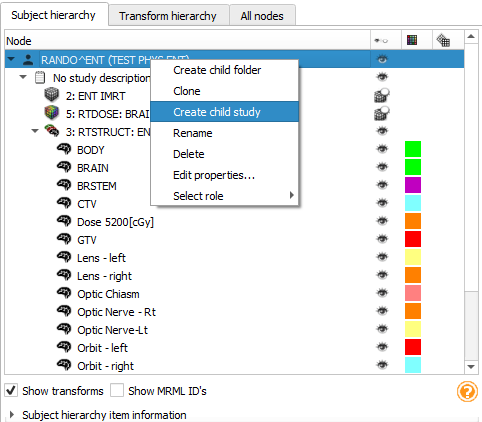 Subject hierarchy Transform hierarchy All nodes
Node
RANDO^ENT (TEST PHYS ENT)
No study description
2: ENT IMRT
5: RTDOSE: BRAI
3: RTSTRUCT: EN
BODY
BRAIN
BRSTEM
CTV
Dose 5200[cGy]
GTV
Lens - left
Lens - right
Optic Chiasm
Optic Nerve - Rt
Optic Nerve-Lt
Orbit - left
Orbit - right
Create child folder
Clone
Create child study
Rename
Delete
Edit properties...
Select role
Show transforms Show MRML ID's
?
Subject hierarchy item information